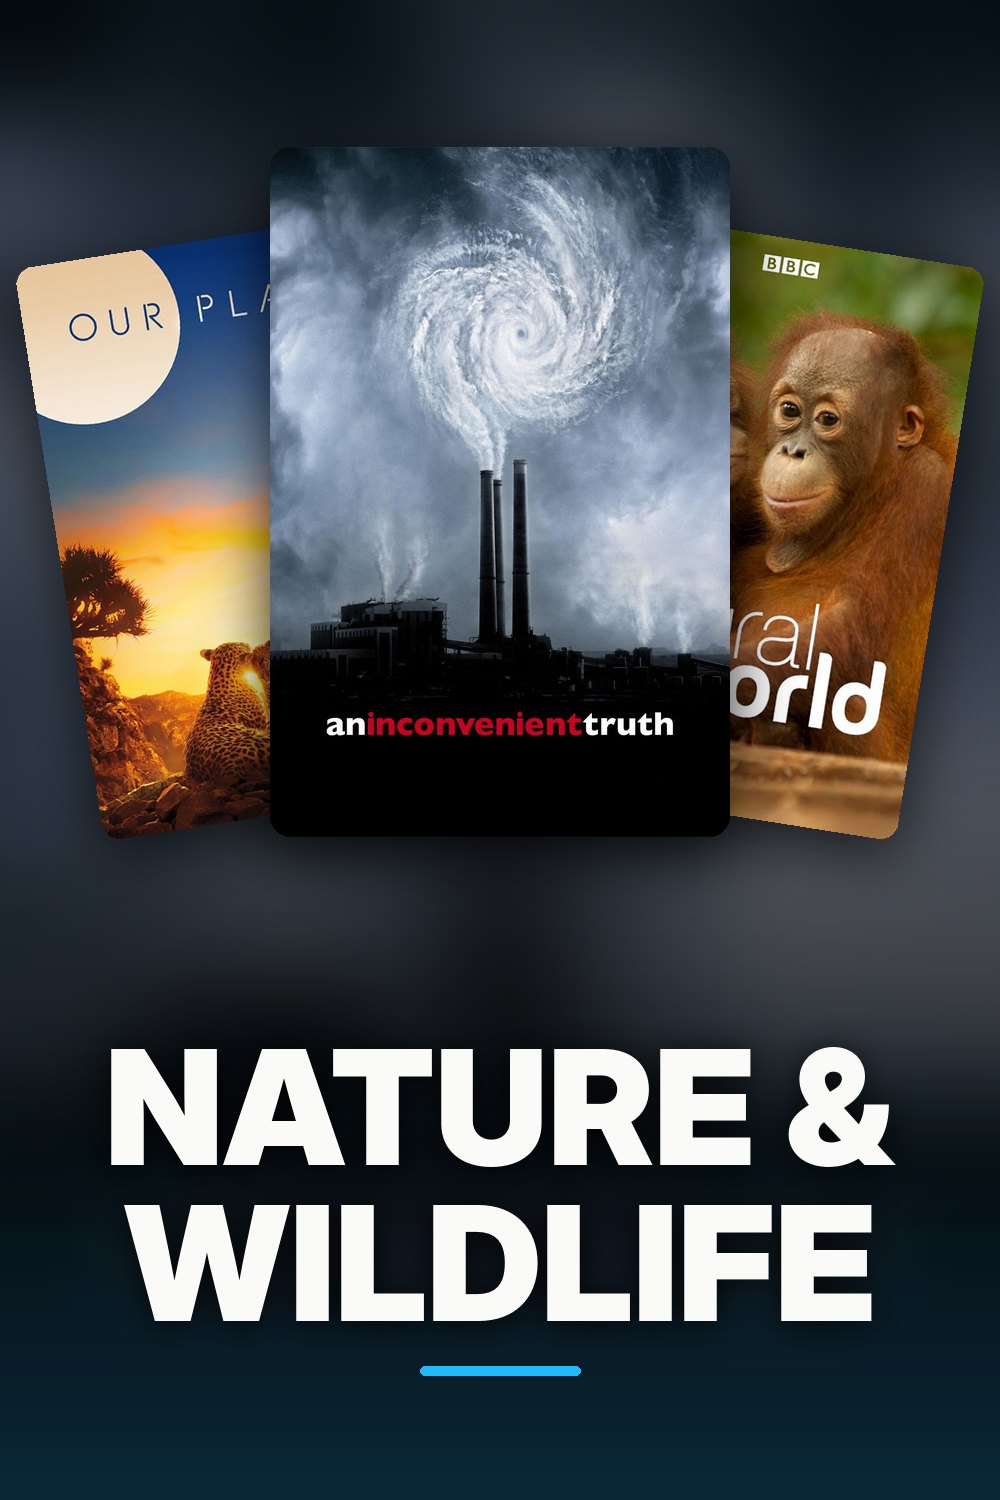 OUR PLA
BBC
aninconvenienttruth
ral
orld
NATURE &
WILDLIFE